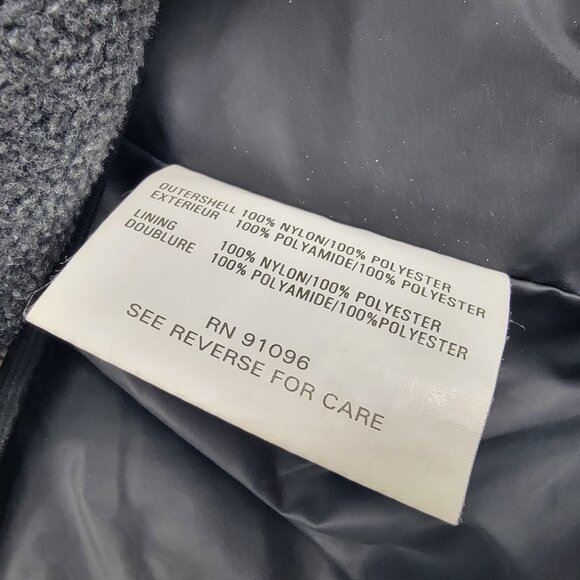 OUTERSHELL 100% NYLON/100% POLYESTER
EXTERIEUR 100% POLYAMIDE/100% POLYESTER
LINING 100% NYLON/100% POLYESTER
DOUBLURE 100% POLYAMIDE/100%POLYESTER
RN 91096
SEE REVERSE FOR CARE